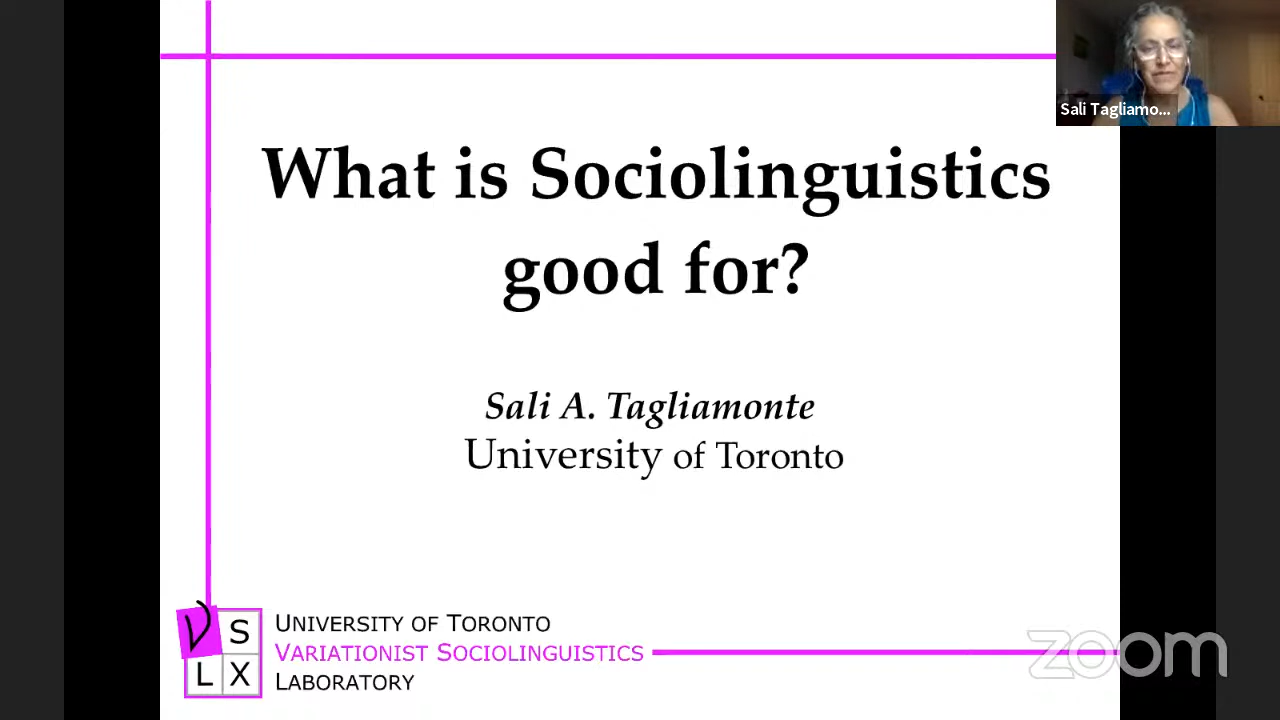 What is Sociolinguistics
good for?
Sali A. Tagliamonte
University of Toronto
Sali Tagliamo...
V S
L X
UNIVERSITY OF TORONTO
VARIATIONIST SOCIOLINGUISTICS
LABORATORY
zoom